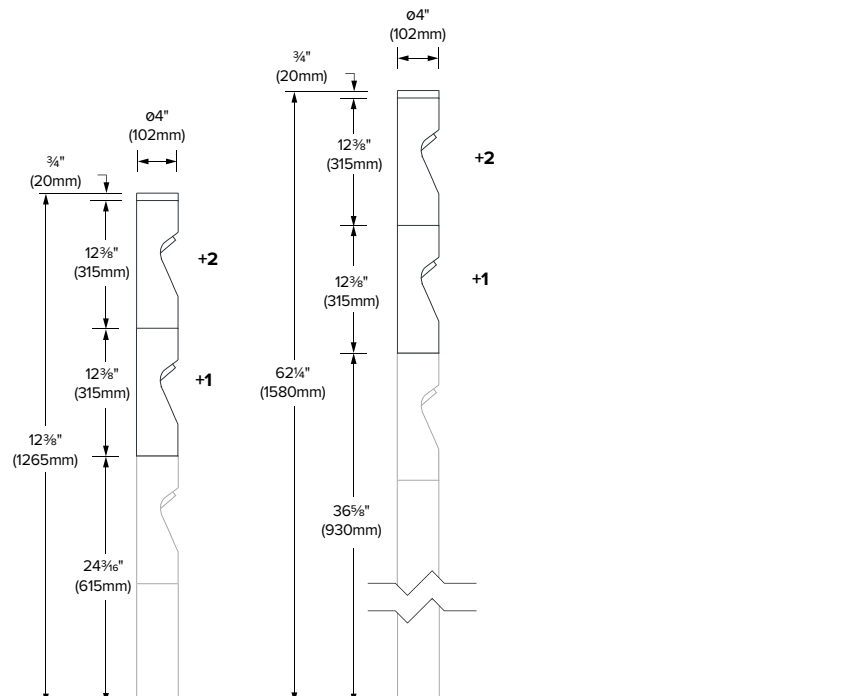 ø4"
(102mm)
¾"
(20mm)
12⅜"
(315mm)
+2
12⅜"
(315mm)
+1
12⅜"
(1265mm)
24³⁄₁₆"
(615mm)
ø4"
(102mm)
¾"
(20mm)
12⅜"
(315mm)
+2
12⅜"
(315mm)
+1
62¼"
(1580mm)
36⅝"
(930mm)